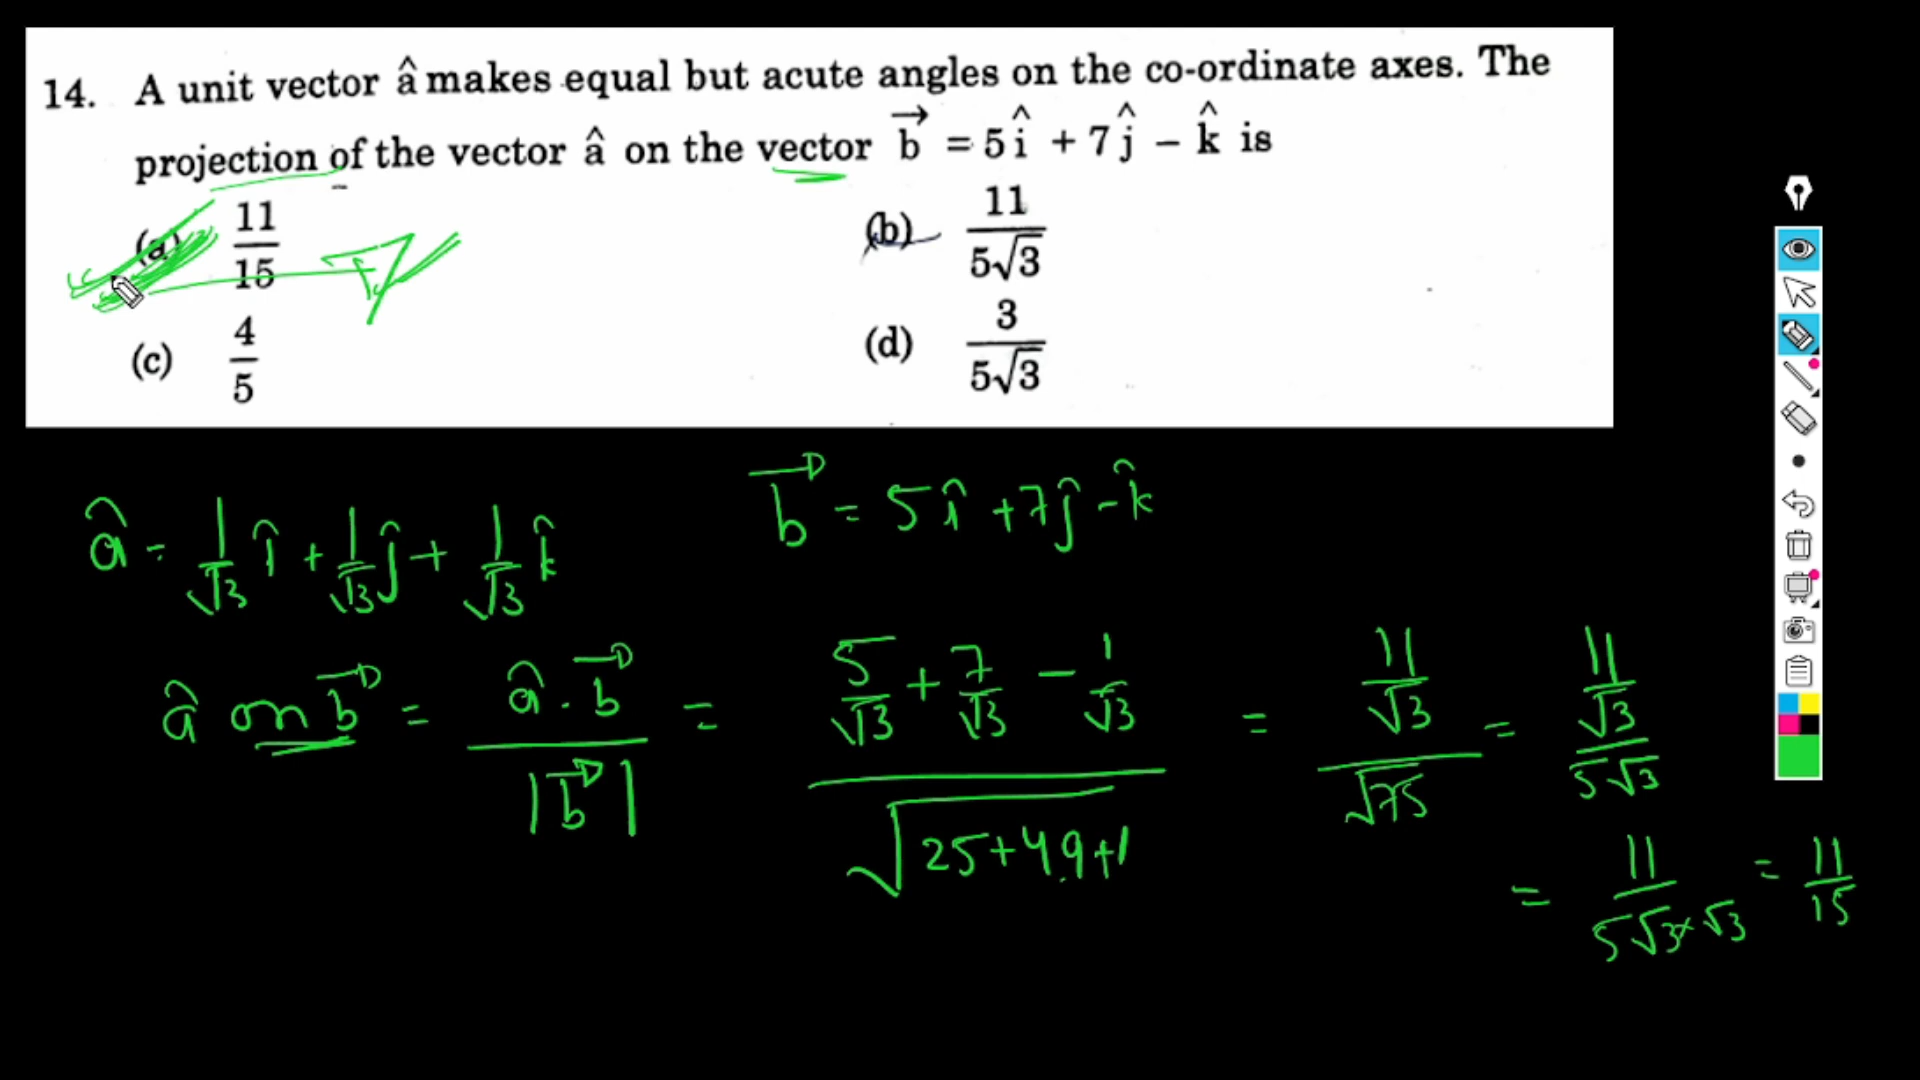 14. A unit vector â makes equal but acute angles on the co-ordinate axes. The
projection of the vector â on the vector b⃗ = 5î + 7ĵ – k̂ is
(a) 11/15
(b) 11/5√3
(c) 4/5
(d) 3/5√3
â = 1/√3 î + 1/√3 ĵ + 1/√3 k̂
b⃗ = 5î + 7ĵ - k̂
â on b⃗ = â . b⃗ / |b⃗| = (5/√3 + 7/√3 - 1/√3) / √25+49+1 = (11/√3) / √75 = (11/√3) / 5√3
= 11 / 5√3×√3 = 11/15